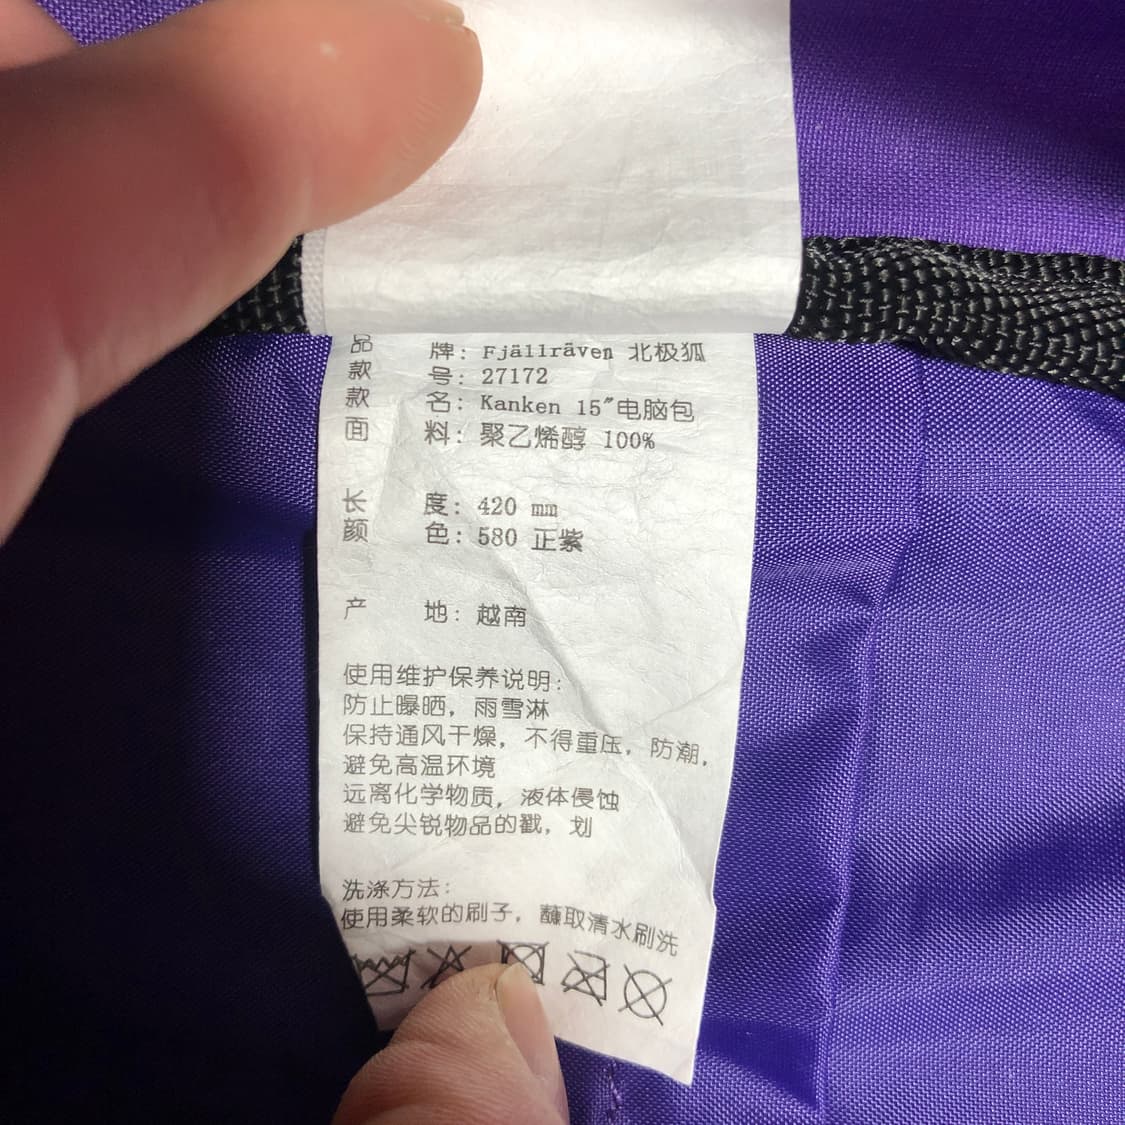 品 牌: Fjällräven 北极狐
款 号: 27172
款 名: Kanken 15″电脑包
面 料: 聚乙烯醇 100%
长 度: 420 mm
颜 色: 580 正紫
产 地: 越南
使用维护保养说明:
防止曝晒, 雨雪淋
保持通风干燥, 不得重压, 防潮,
避免高温环境
远离化学物质, 液体侵蚀
避免尖锐物品的戳, 划
洗涤方法:
使用柔软的刷子, 蘸取清水刷洗